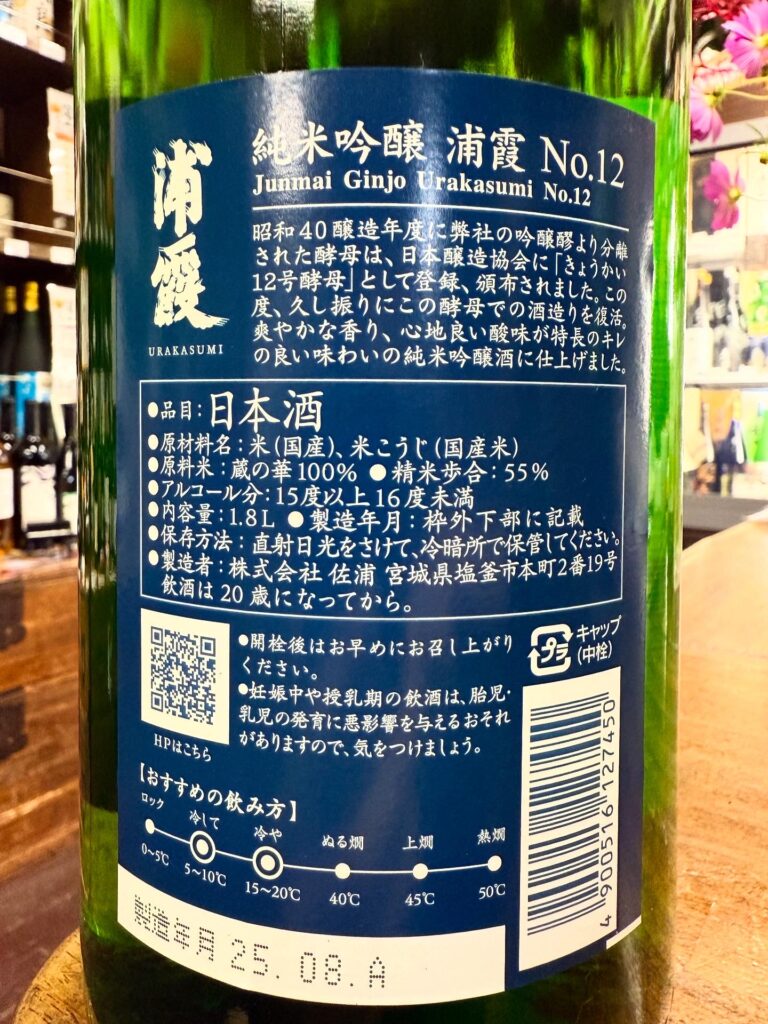 浦霞
URAKASUMI
純米吟醸 浦霞 No.12
Junmai Ginjo Urakasumi No.12
昭和40醸造年度に弊社の吟醸醪より分離
された酵母は、日本醸造協会に「きょうかい
12号酵母」として登録、頒布されました。この
度、久し振りにこの酵母での酒造りを復活。
爽やかな香り、心地良い酸味が特長のキレ
の良い味わいの純米吟醸酒に仕上げました。
●品目：日本酒
●原材料名：米（国産）、米こうじ（国産米）
●原料米：蔵の華100% ●精米歩合：55%
●アルコール分：15度以上16度未満
●内容量：1.8L ●製造年月：枠外下部に記載
●保存方法：直射日光をさけて、冷暗所で保管してください。
●製造者：株式会社 佐浦 宮城県塩釜市本町2番19号
飲酒は20歳になってから。
HPはこちら
●開栓後はお早めにお召し上がり
ください。
●妊娠中や授乳期の飲酒は、胎児・
乳児の発育に悪影響を与えるおそれ
がありますので、気をつけましょう。
プラ
キャップ
（中栓）
【おすすめの飲み方】
ロック 冷して 冷や ぬる燗 上燗 熱燗
0〜5℃ 5〜10℃ 15〜20℃ 40℃ 45℃ 50℃
4 900516 127450
製造年月 25.08.A